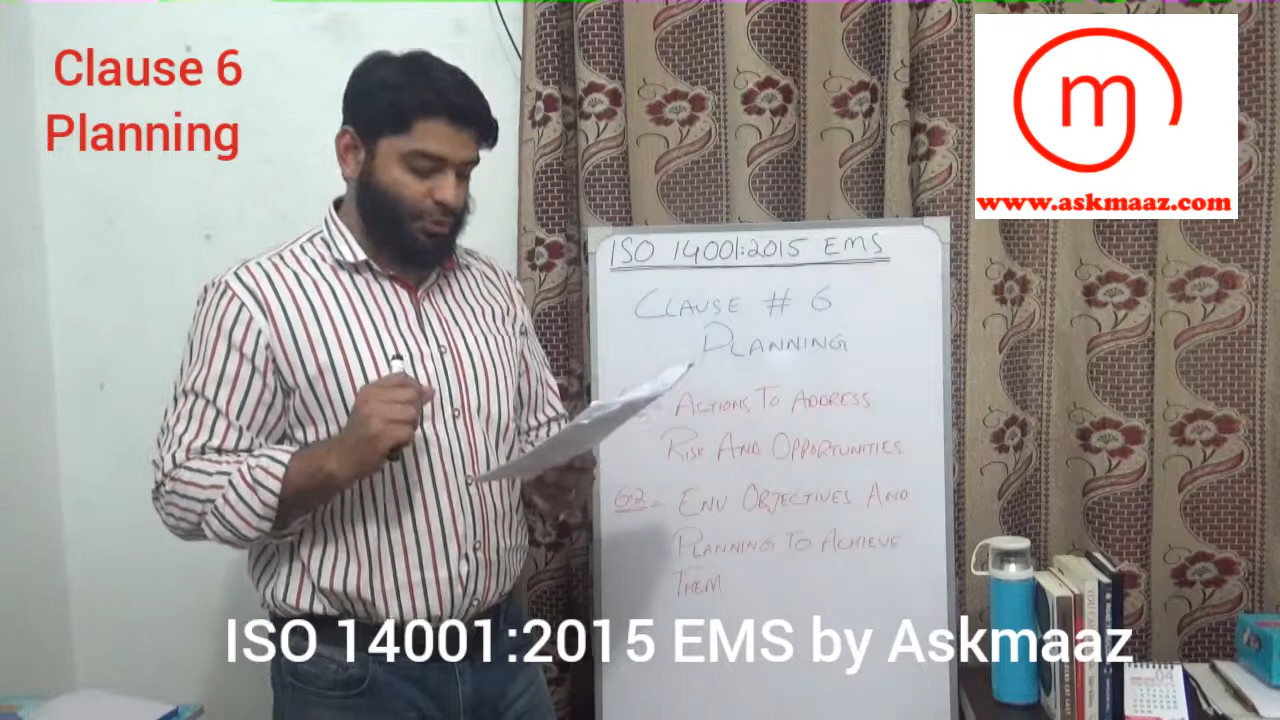 Clause 6
Planning
m
www.askmaaz.com
ISO 14001:2015 EMS
CLAUSE # 6
PLANNING
ACTIONS TO ADDRESS
RISK AND OPPORTUNITIES
6.2 = ENV OBJECTIVES AND
PLANNING TO ACHIEVE
THEM
ISO 14001:2015 EMS by Askmaaz
04